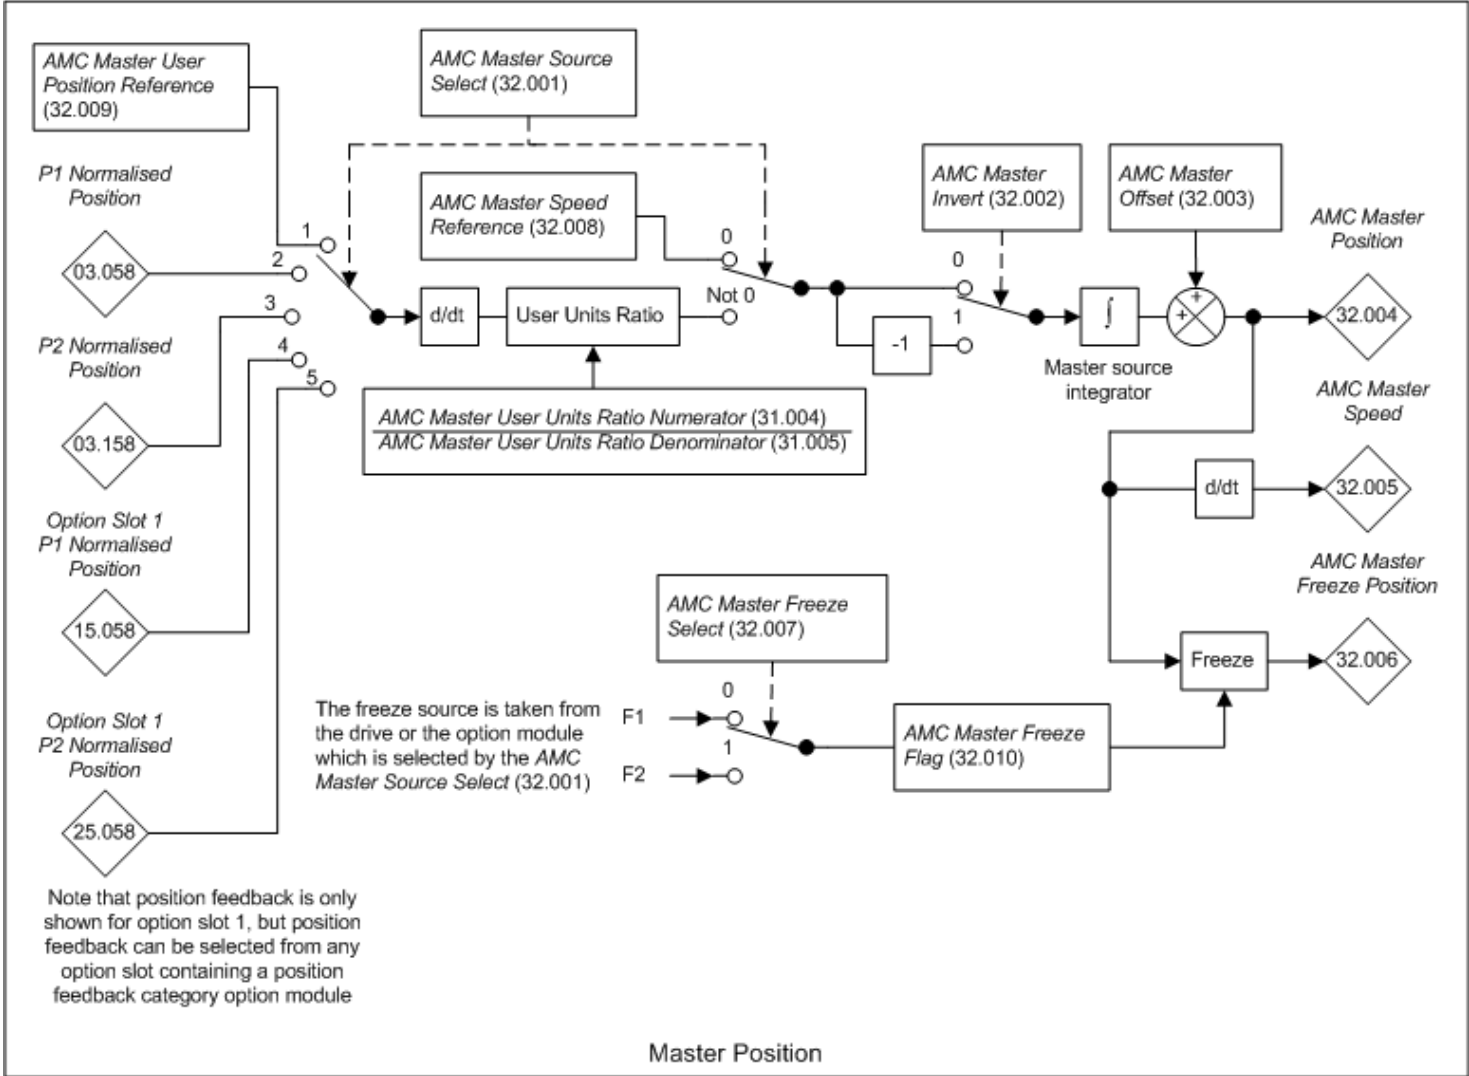 AMC Master User
Position Reference
(32.009)
AMC Master Source
Select (32.001)
P1 Normalised
Position
03.058
AMC Master Speed
Reference (32.008)
AMC Master
Invert (32.002)
AMC Master
Offset (32.003)
AMC Master
Position
1
2
3
4
5
0
Not 0
0
1
d/dt
User Units Ratio
-1
∫
Master source
integrator
+
+
32.004
P2 Normalised
Position
03.158
AMC Master User Units Ratio Numerator (31.004)
AMC Master User Units Ratio Denominator (31.005)
AMC Master
Speed
d/dt
32.005
Option Slot 1
P1 Normalised
Position
15.058
AMC Master Freeze
Select (32.007)
AMC Master
Freeze Position
Freeze
32.006
Option Slot 1
P2 Normalised
Position
25.058
The freeze source is taken from
the drive or the option module
which is selected by the AMC
Master Source Select (32.001)
0
F1
1
F2
AMC Master Freeze
Flag (32.010)
Note that position feedback is only
shown for option slot 1, but position
feedback can be selected from any
option slot containing a position
feedback category option module
Master Position